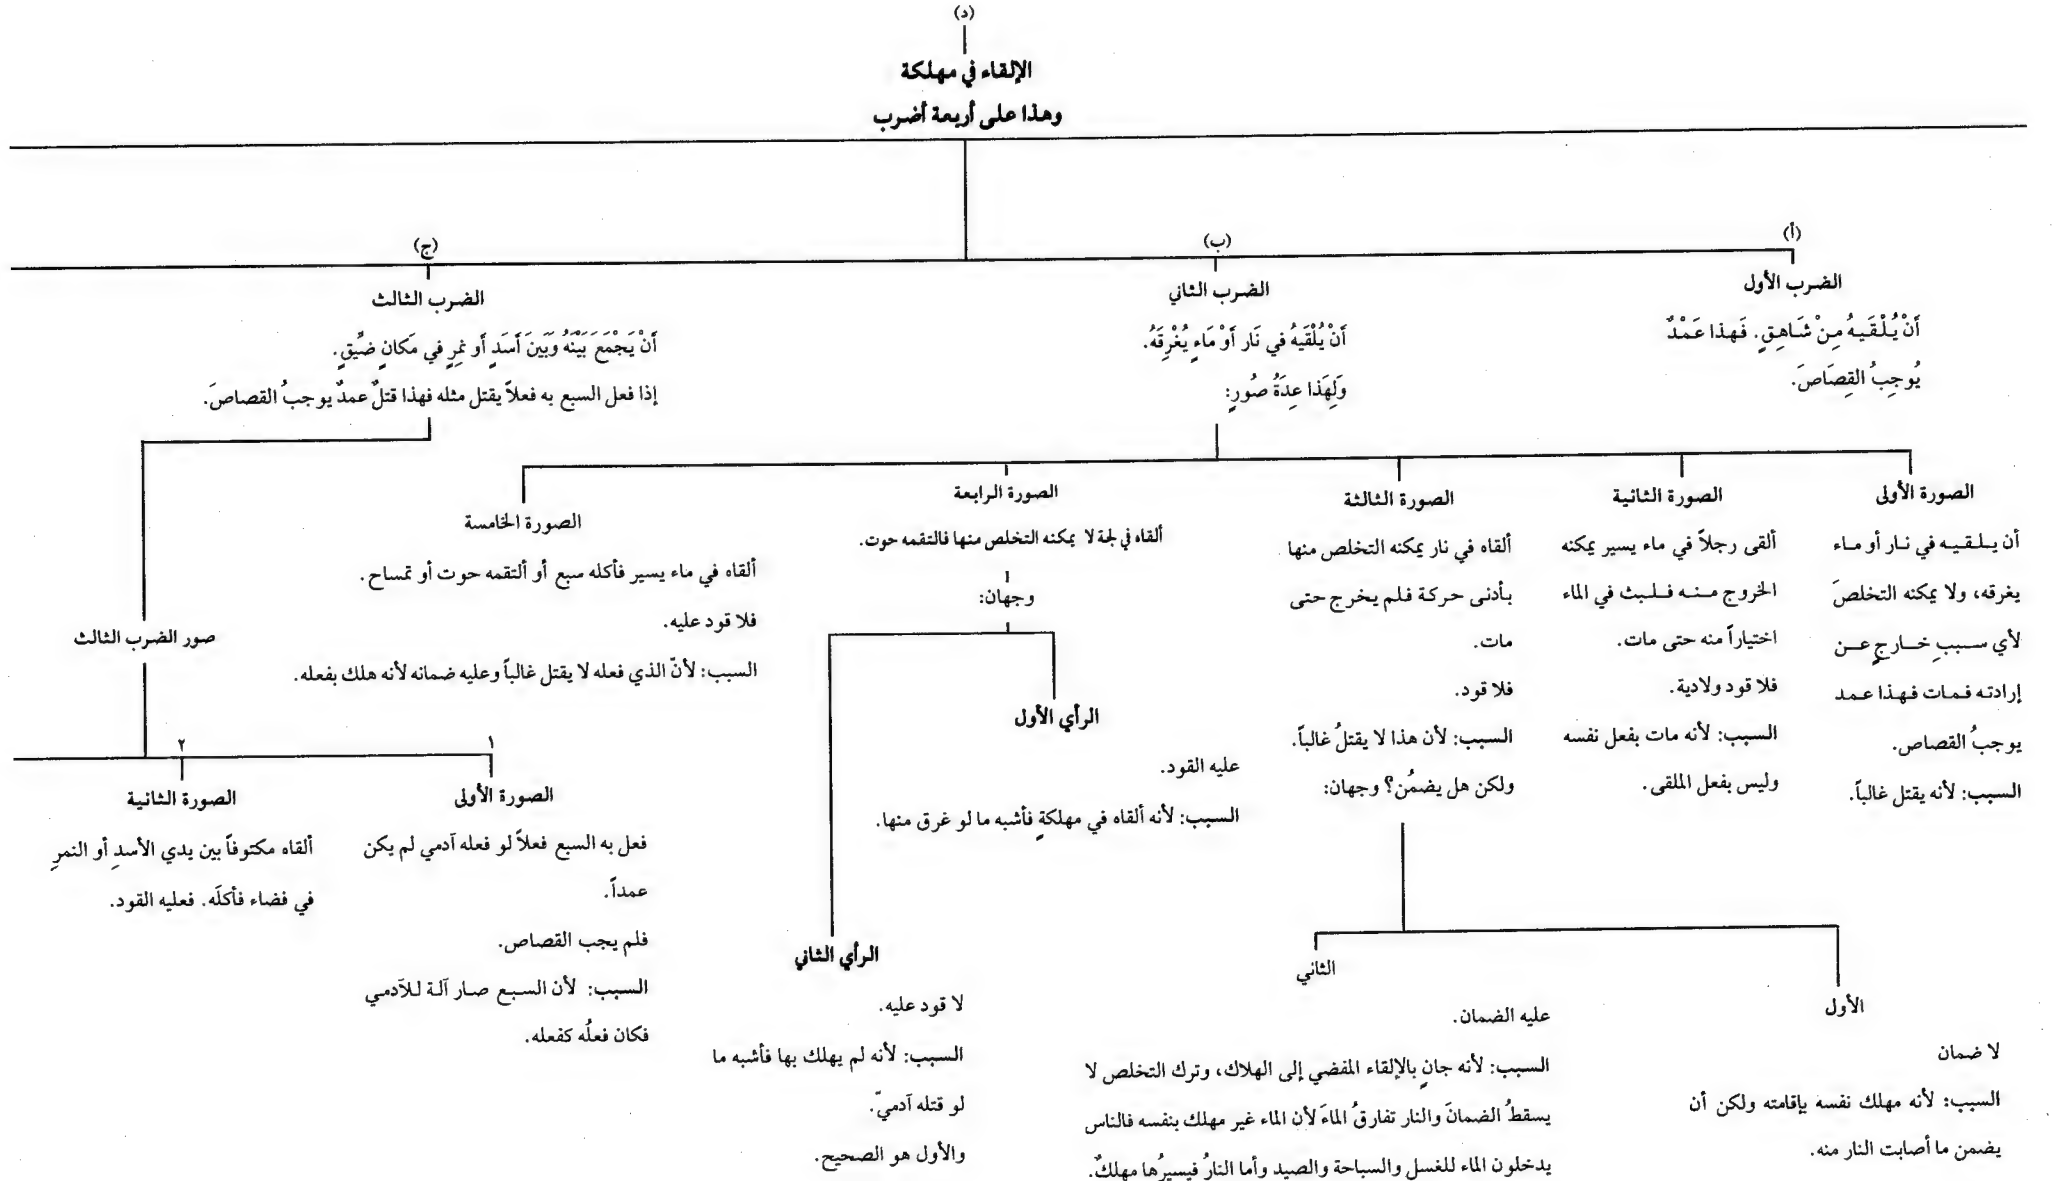 (د)
الإلقاء في مهلكة
وهذا على أربعة أضرب
(أ)
الضرب الأول
أَنْ يُلْقَيهُ مِنْ شَاهِقٍ. فَهذا عَمْدٌ
يُوجِبُ القِصَاصَ.
(ب)
الضرب الثاني
أَنْ يُلْقَيهُ في نَار أوْ مَاءٍ يُغْرِقَهُ.
وَلِهَذا عِدَةُ صُورٍ:
الصورة الأولى
أن يلقيه في نار أو ماء
يغرقه، ولا يمكنه التخلصَ
لأي سببِ خارجٍ عن
إرادته فمات فهذا عمد
يوجبُ القصاص.
السبب: لأنه يقتل غالباً.
الصورة الثانية
ألقى رجلاً في ماء يسير يمكنه
الخروج منه فلبث في الماء
اختياراً منه حتى مات.
فلا قود ولادية.
السبب: لأنه مات بفعل نفسه
وليس بفعل الملقى.
الصورة الثالثة
ألقاه في نار يمكنه التخلص منها
بأدنى حركة فلم يخرج حتى
مات.
فلا قود.
السبب: لأن هذا لا يقتلُ غالباً.
ولكن هل يضمُن؟ وجهان:
الأول
لا ضمان
السبب: لأنه مهلك نفسه بإقامته ولكن أن
يضمن ما أصابت النار منه.
الثاني
عليه الضمان.
السبب: لأنه جانٍ بالإلقاء المفضي إلى الهلاك، وترك التخلص لا
يسقطُ الضمانَ والنار تفارقُ الماءَ لأن الماء غير مهلك بنفسه فالناس
يدخلون الماء للغسل والسباحة والصيد وأما النارُ فيسيرُها مهلكٌ.
الصورة الرابعة
ألقاه في لجة لا يمكنه التخلص منها فالتقمه حوت.
وجهان:
الرأي الأول
عليه القود.
السبب: لأنه ألقاه في مهلكةٍ فأشبه ما لو غرق منها.
الرأي الثاني
لا قود عليه.
السبب: لأنه لم يهلك بها فأشبه ما
لو قتله آدميّ.
والأول هو الصحيح.
الصورة الخامسة
ألقاه في ماء يسير فأكله سبع أو ألتقمه حوت أو تمساح.
فلا قود عليه.
السبب: لأنّ الذي فعله لا يقتل غالباً وعليه ضمانه لأنه هلك بفعله.
(ج)
الضرب الثالث
أَنْ يَجْمَعَ بَيْنَهُ وَبَينَ أَسَدٍ أو نمِرٍ في مَكانٍ ضيٍّقٍ.
إذا فعل السبع به فعلاً يقتل مثله فهذا قتلٌ عمدٌ يوجبُ القصاصَ.
صور الضرب الثالث
١
الصورة الأولى
فعل به السبع فعلاً لو فعله آدمي لم يكن
عمداً.
فلم يجب القصاص.
السبب: لأن السبع صار آلة للآدمي
فكان فعلُه كفعله.
٢
الصورة الثانية
ألقاه مكتوفاً بين يدي الأسدِ أو النمرِ
في فضاء فأكلَه. فعليه القود.